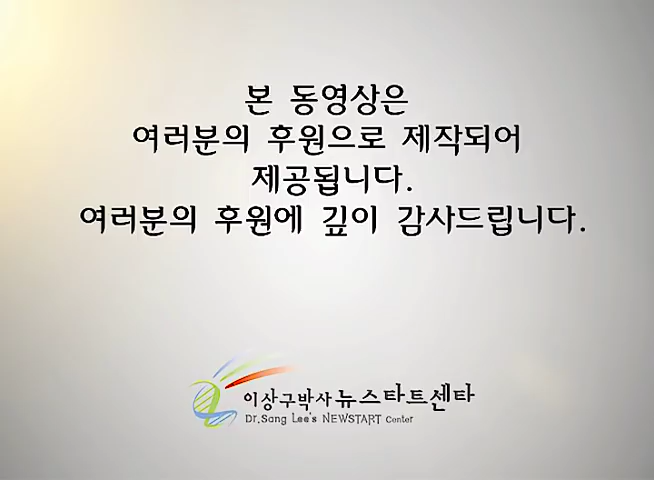 본 동영상은
여러분의 후원으로 제작되어
제공됩니다.
여러분의 후원에 깊이 감사드립니다.
이상구박사 뉴스타트센타
Dr.Sang Lee's NEWSTART Center